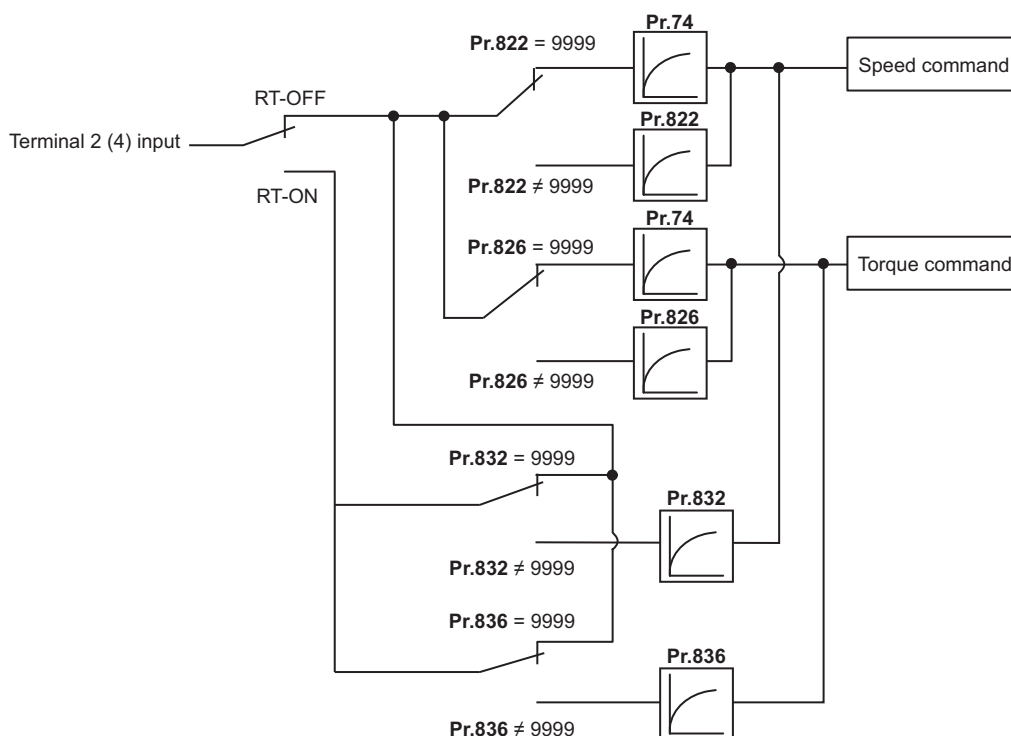 Pr.74
Pr.822 = 9999
Speed command
RT-OFF
Pr.822
Terminal 2 (4) input
Pr.822 ≠ 9999
RT-ON
Pr.74
Pr.826 = 9999
Torque command
Pr.826
Pr.826 ≠ 9999
Pr.832 = 9999
Pr.832
Pr.832 ≠ 9999
Pr.836 = 9999
Pr.836
Pr.836 ≠ 9999